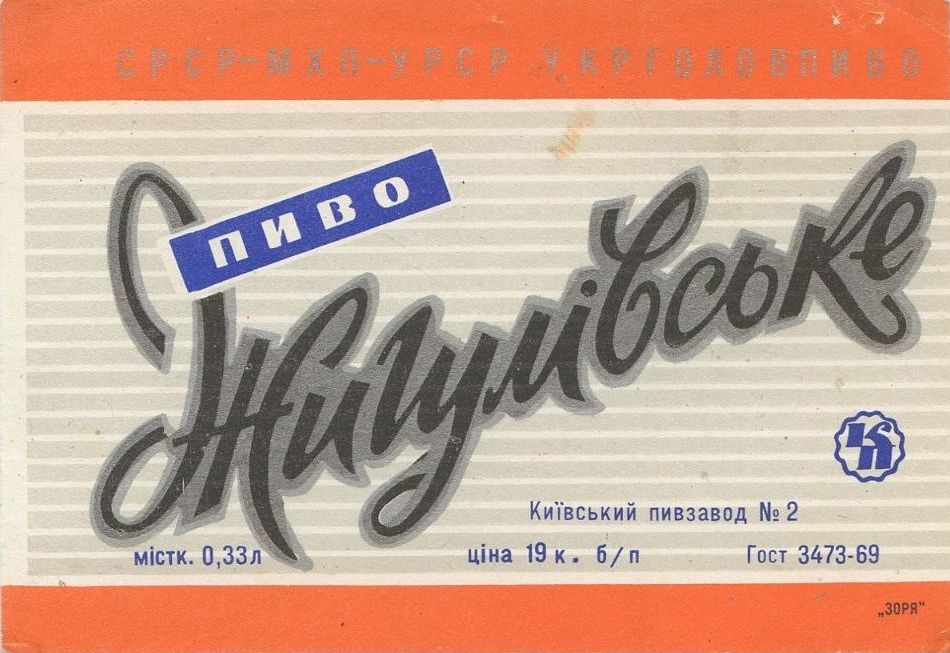 СРСР-МХП-УРСР УКРГОЛОВПИВО
ПИВО
Жигулівське
КП
Київський пивзавод № 2
містк. 0,33л
ціна 19 к. б/п
Гост 3473-69
„ЗОРЯ"